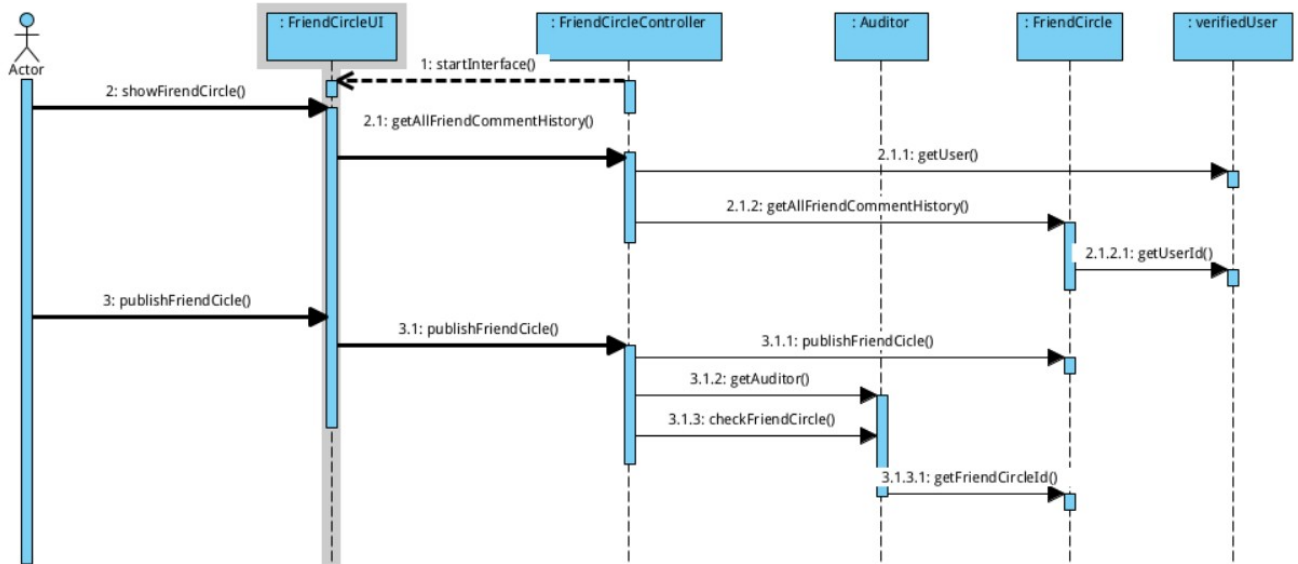 : FriendCircleUI
: FriendCircleController
: Auditor
: FriendCircle
: verifiedUser
Actor
1: startInterface()
2: showFirendCircle()
2.1: getAllFriendCommentHistory()
2.1.1: getUser()
2.1.2: getAllFriendCommentHistory()
2.1.2.1: getUserId()
3: publishFriendCicle()
3.1: publishFriendCicle()
3.1.1: publishFriendCicle()
3.1.2: getAuditor()
3.1.3: checkFriendCircle()
3.1.3.1: getFriendCircleId()